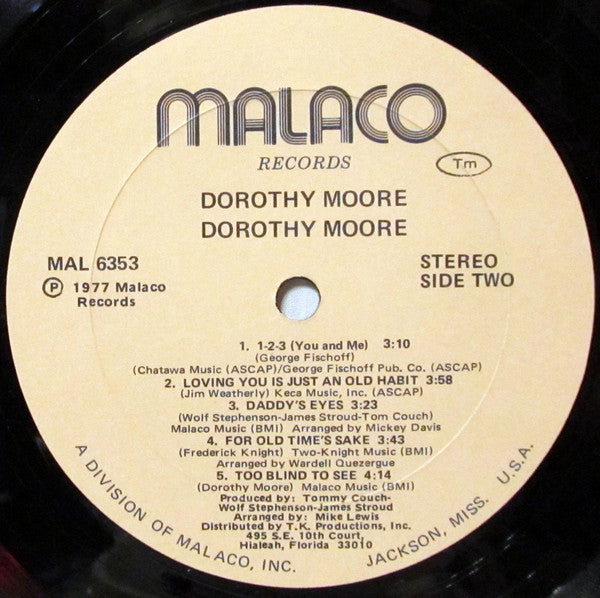 MALACO
RECORDS
Tm
DOROTHY MOORE
DOROTHY MOORE
MAL 6353
Ⓟ 1977 Malaco
Records
STEREO
SIDE TWO
1. 1-2-3 (You and Me) 3:10
(George Fischoff)
(Chatawa Music (ASCAP)/George Fischoff Pub. Co. (ASCAP)
2. LOVING YOU IS JUST AN OLD HABIT 3:58
(Jim Weatherly) Keca Music, Inc. (ASCAP)
3. DADDY'S EYES 3:23
(Wolf Stephenson-James Stroud-Tom Couch)
Malaco Music (BMI) Arranged by Mickey Davis
4. FOR OLD TIME'S SAKE 3:43
(Frederick Knight) Two-Knight Music (BMI)
Arranged by Wardell Quezergue
5. TOO BLIND TO SEE 4:14
(Dorothy Moore) Malaco Music (BMI)
Produced by: Tommy Couch-
Wolf Stephenson-James Stroud
Arranged by: Mike Lewis
Distributed by T.K. Productions, Inc.
495 S.E. 10th Court,
Hialeah, Florida 33010
A DIVISION OF MALACO, INC.
JACKSON, MISS. U.S.A.